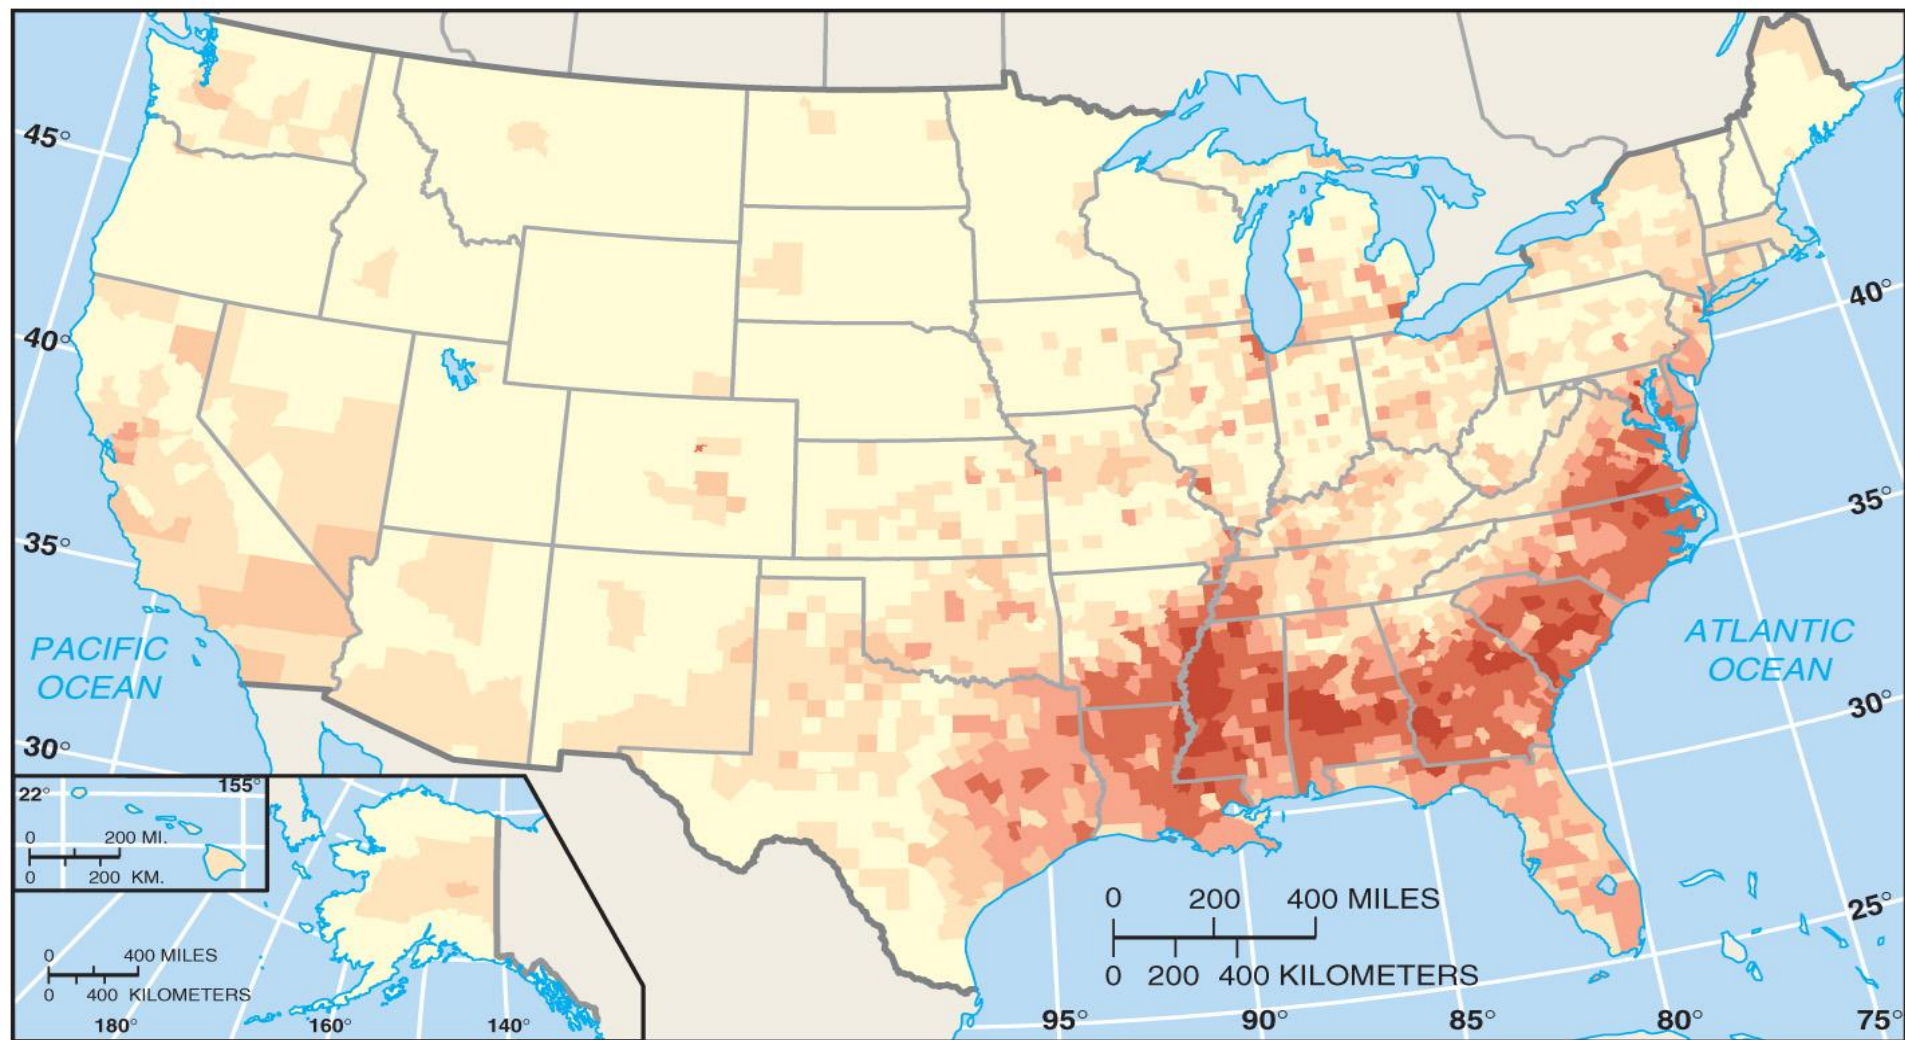 45°
40°
35°
30°
PACIFIC
OCEAN
40°
35°
30°
25°
ATLANTIC
OCEAN
155°
22°
0 200 MI.
0 200 KM.
0 400 MILES
0 400 KILOMETERS
180° 160° 140°
0 200 400 MILES
0 200 400 KILOMETERS
95° 90° 85° 80° 75°